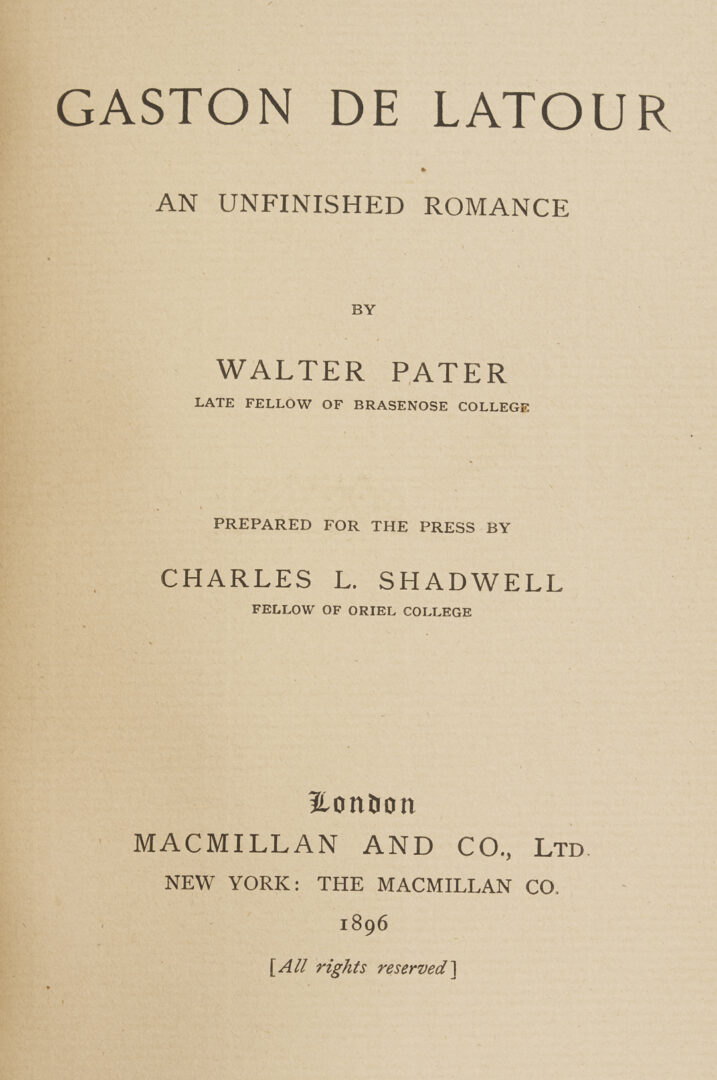 GASTON DE LATOUR
AN UNFINISHED ROMANCE
BY
WALTER PATER
LATE FELLOW OF BRASENOSE COLLEGE
PREPARED FOR THE PRESS BY
CHARLES L. SHADWELL
FELLOW OF ORIEL COLLEGE
London
MACMILLAN AND CO., LTD.
NEW YORK: THE MACMILLAN CO.
1896
[All rights reserved]